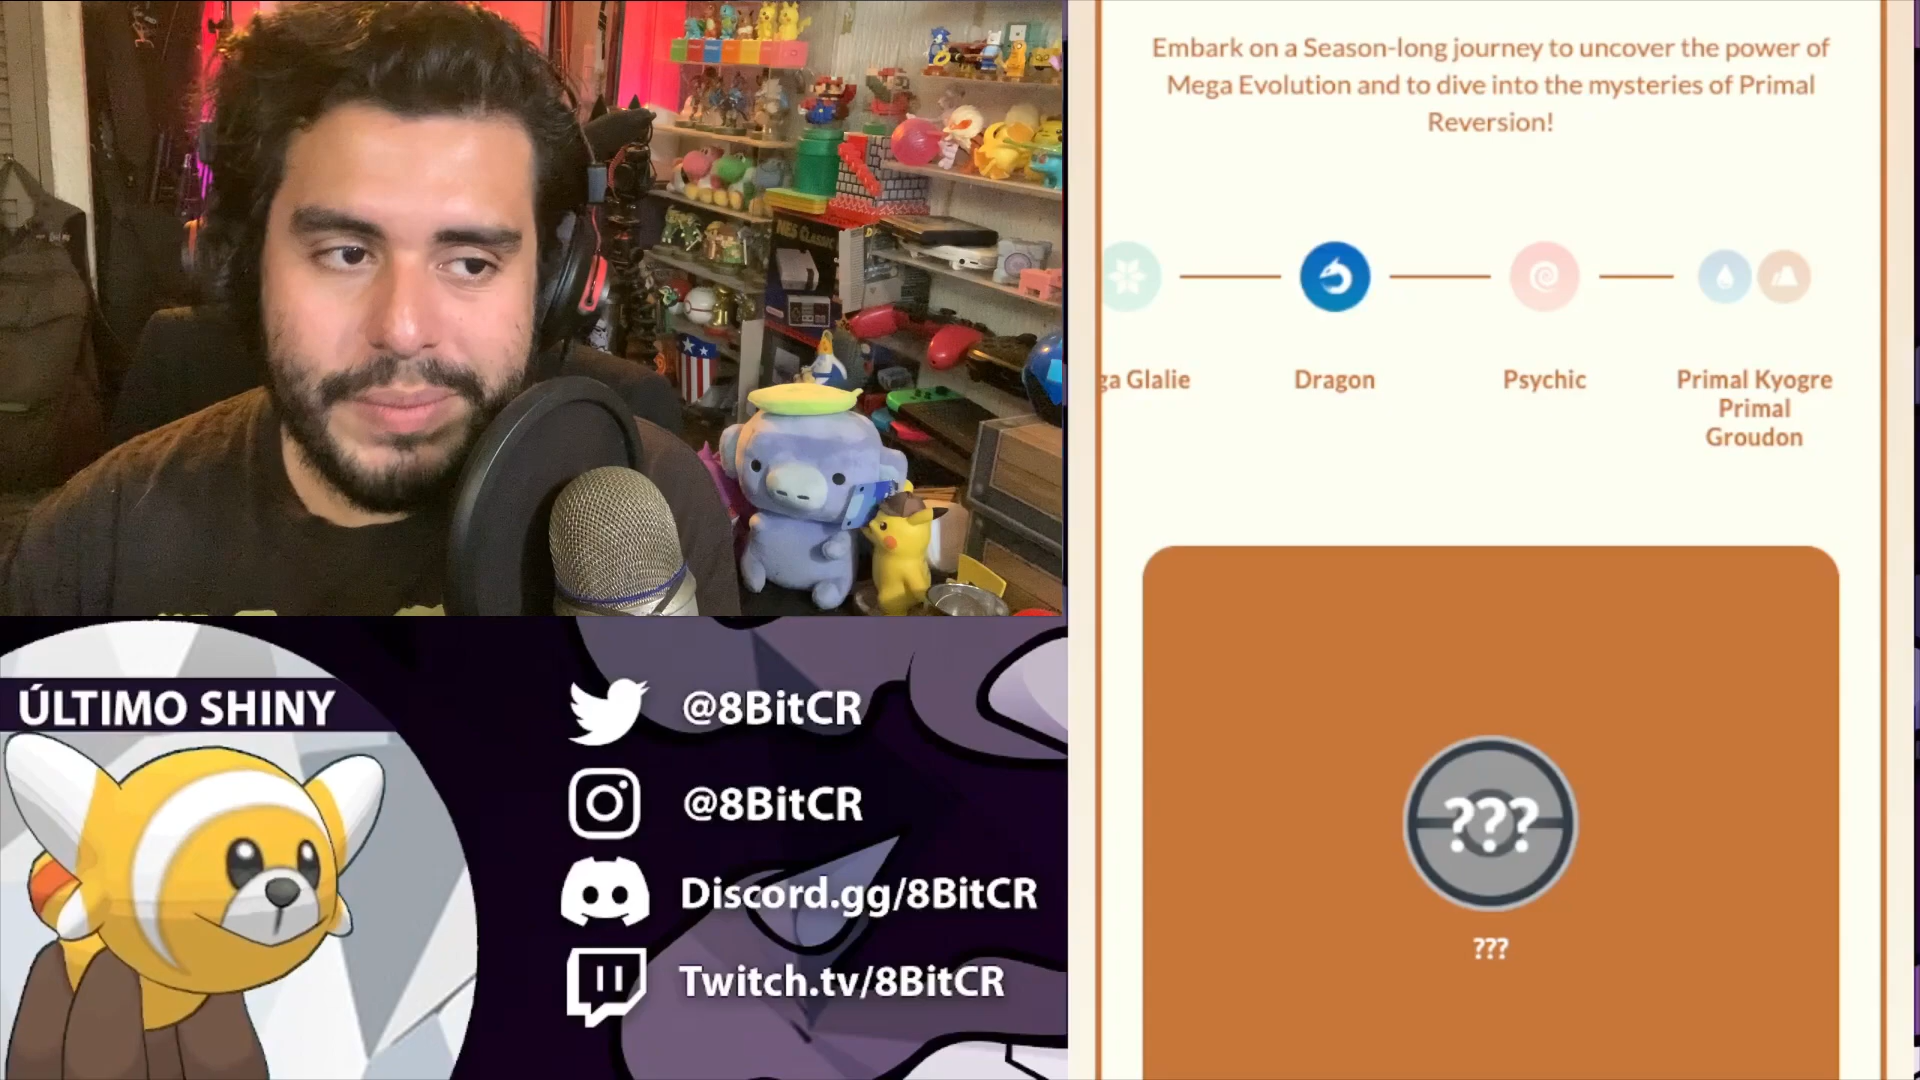 NES CLASSIC
ÚLTIMO SHINY
@8BitCR
@8BitCR
Discord.gg/8BitCR
Twitch.tv/8BitCR
Embark on a Season-long journey to uncover the power of
Mega Evolution and to dive into the mysteries of Primal
Reversion!
ga Glalie
Dragon
Psychic
Primal Kyogre
Primal
Groudon
???
???